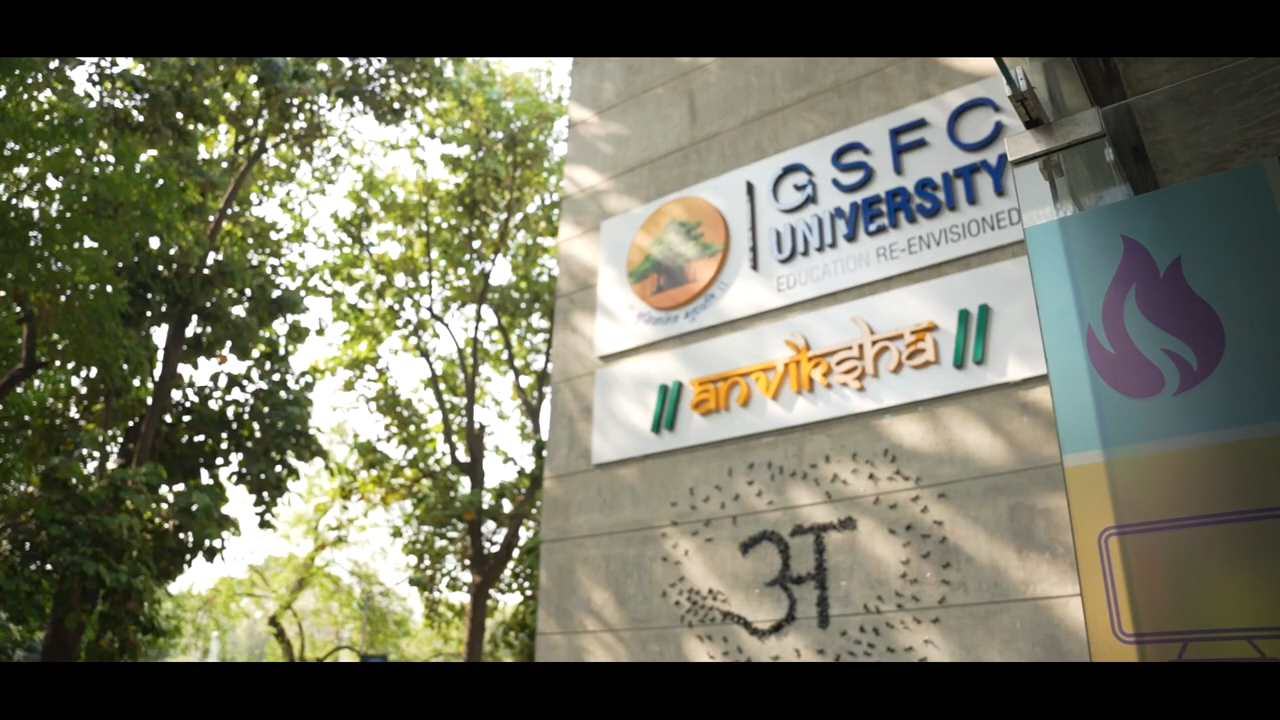 GSFC
UNIVERSITY
EDUCATION RE-ENVISIONED
|| anviksha ||
अ